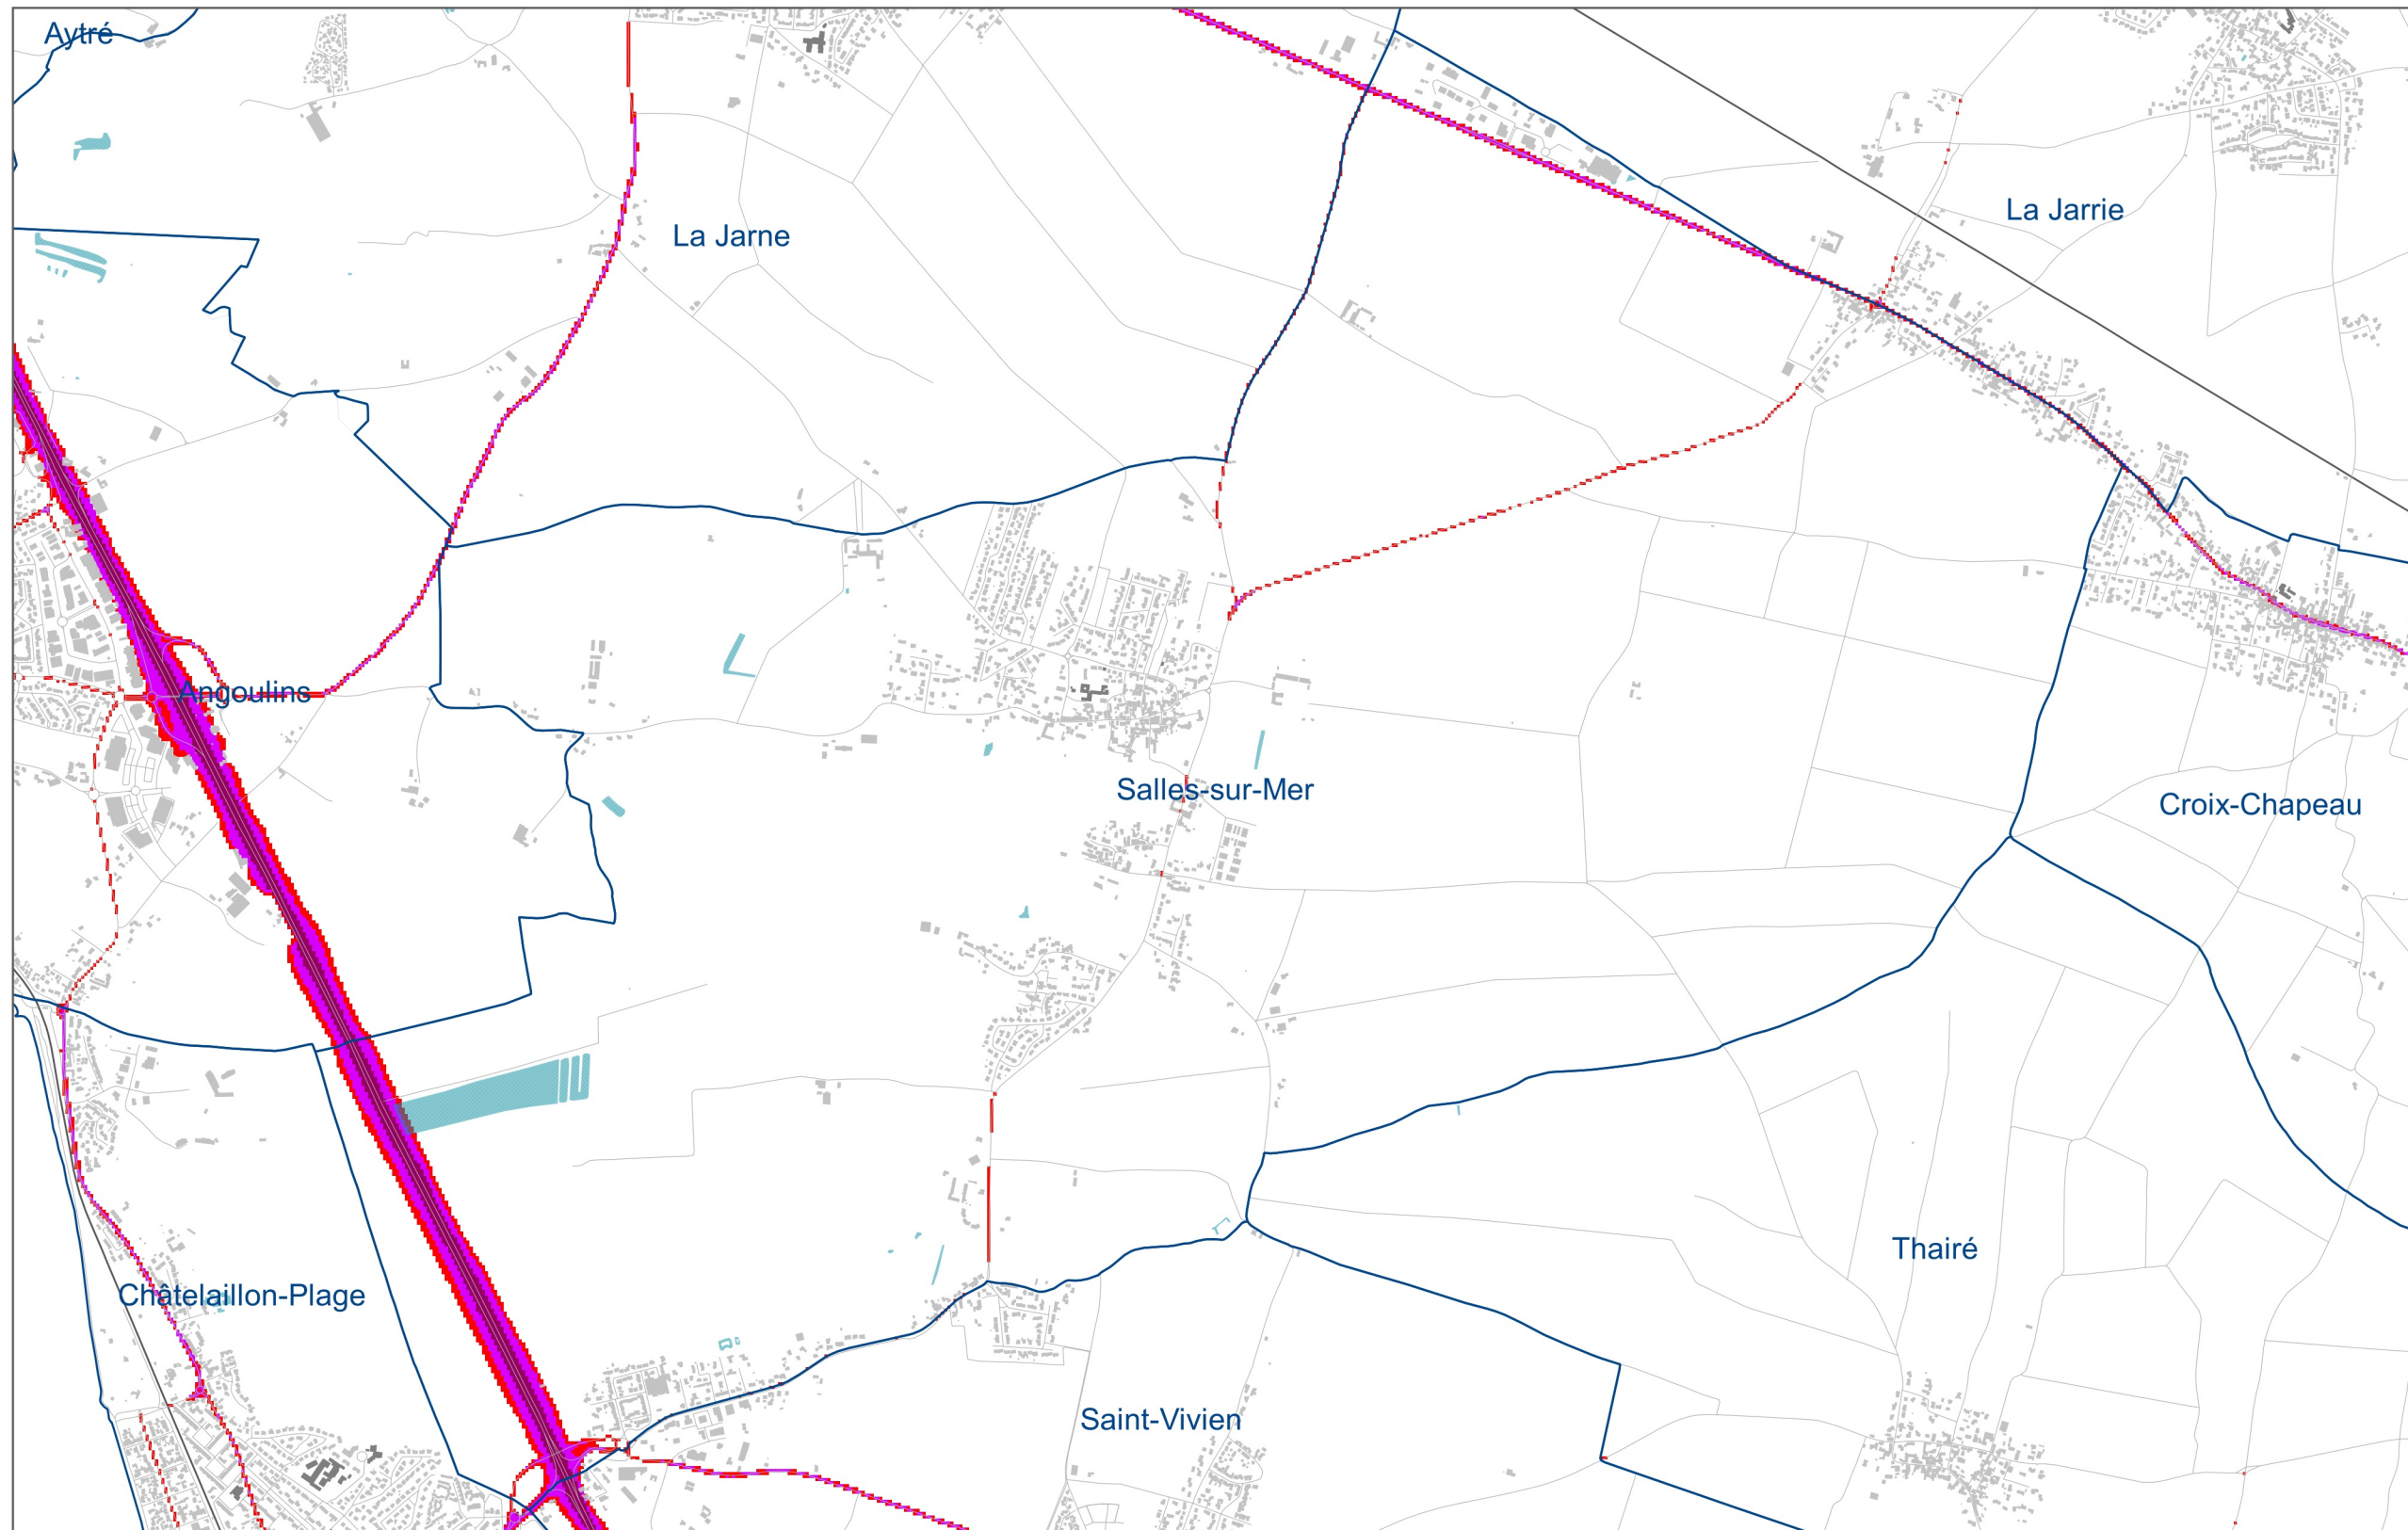 Aytré
La Jarrie
La Jarne
Angoulins
Salles-sur-Mer
Croix-Chapeau
Thairé
Châtelaillon-Plage
Saint-Vivien